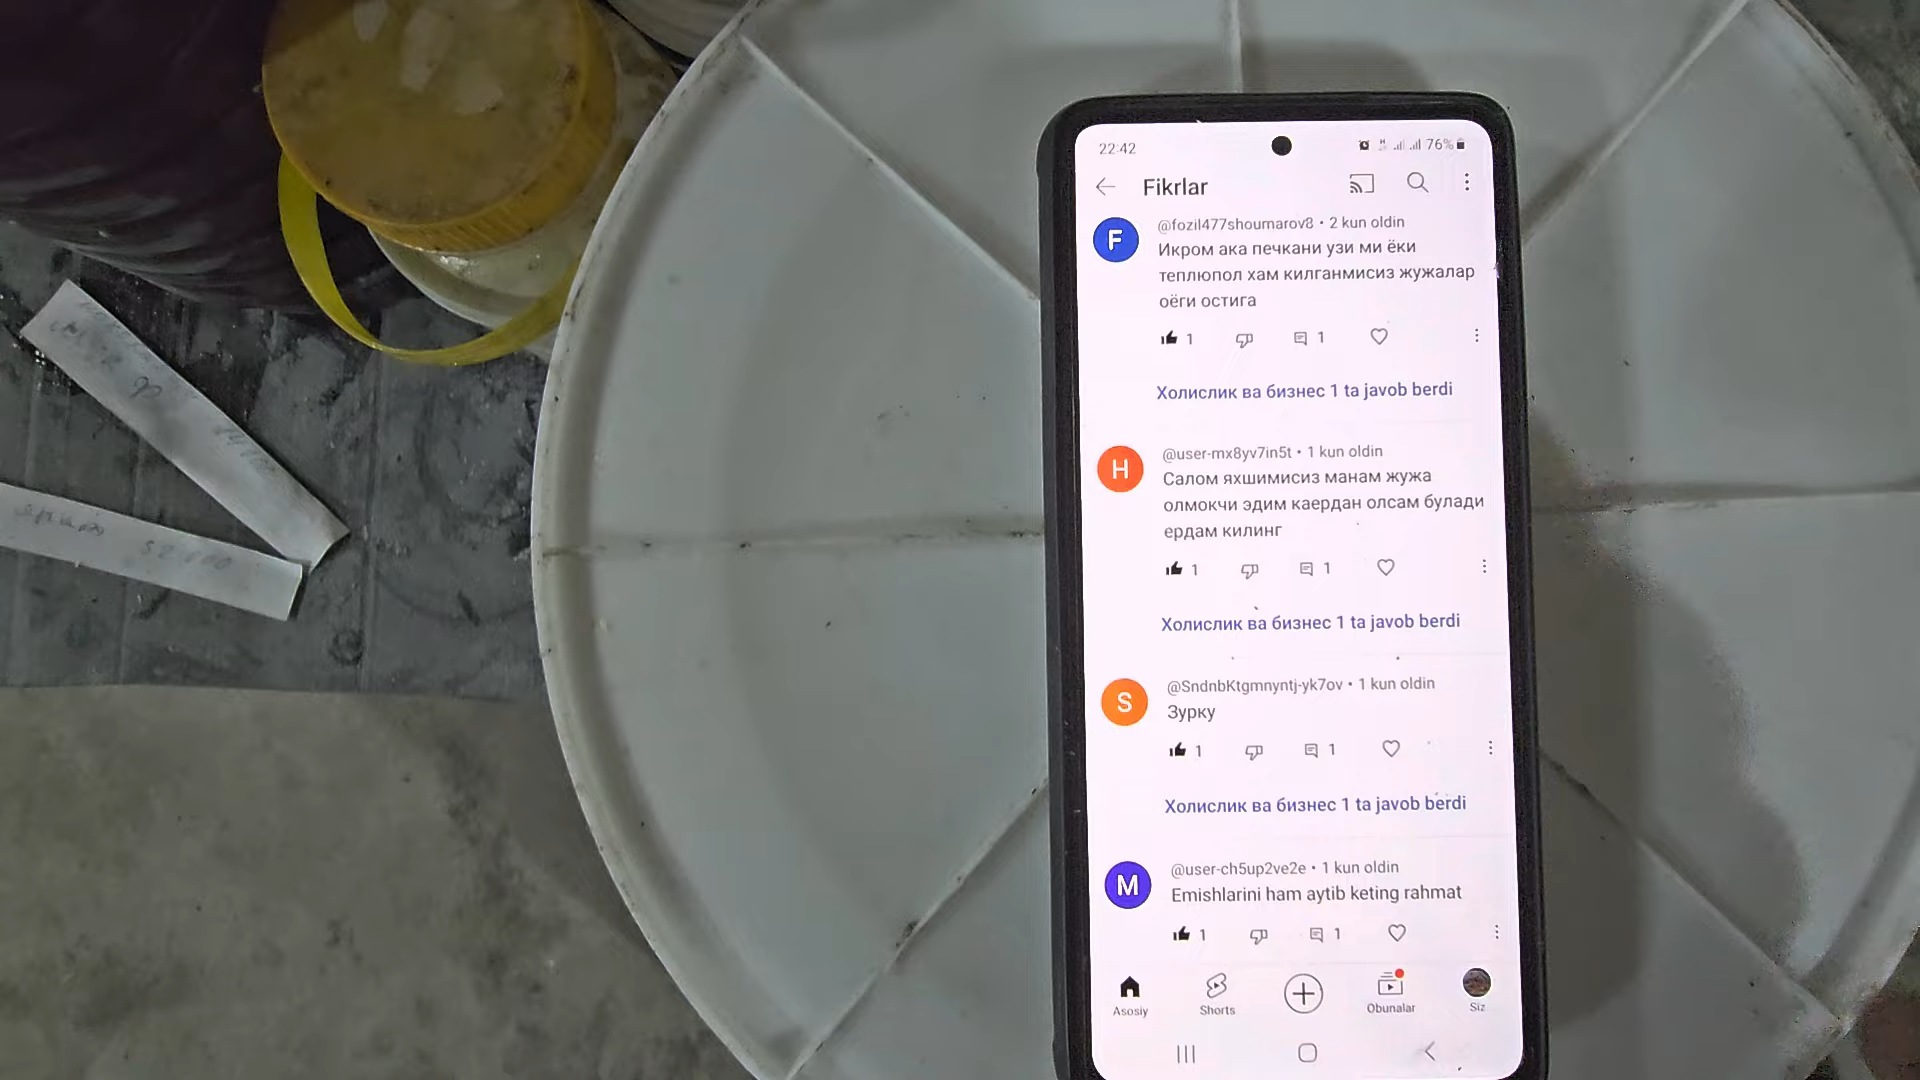 22:42
76%
Fikrlar
F
@fozil477shoumarov8 • 2 kun oldin
Икром ака печкани узи ми ёки
теплюпол хам килганмисиз жужалар
оёги остига
1
1
Холислик ва бизнес 1 ta javob berdi
H
@user-mx8yv7in5t • 1 kun oldin
Салом яхшимисиз манам жужа
олмокчи эдим каердан олсам булади
ердам килинг
1
1
Холислик ва бизнес 1 ta javob berdi
S
@SndnbKtgmnyntj-yk7ov • 1 kun oldin
Зурку
1
1
Холислик ва бизнес 1 ta javob berdi
M
@user-ch5up2ve2e • 1 kun oldin
Emishlarini ham aytib keting rahmat
1
1
Asosiy
Shorts
Obunalar
Siz